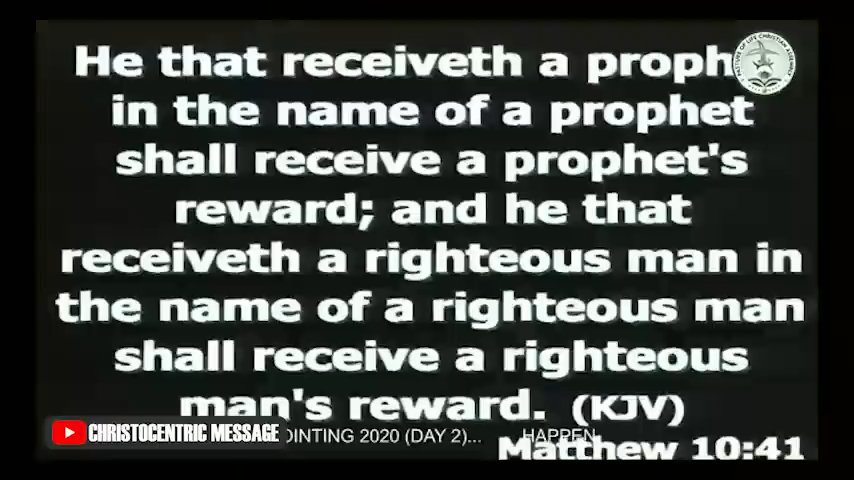 He that receiveth a proph
in the name of a prophet
shall receive a prophet's
reward; and he that
receiveth a righteous man in
the name of a righteous man
shall receive a righteous
man's reward. (KJV)
CHRISTOCENTRIC MESSAGE
OINTING 2020 (DAY 2)... HAPPEN
Matthew 10:41